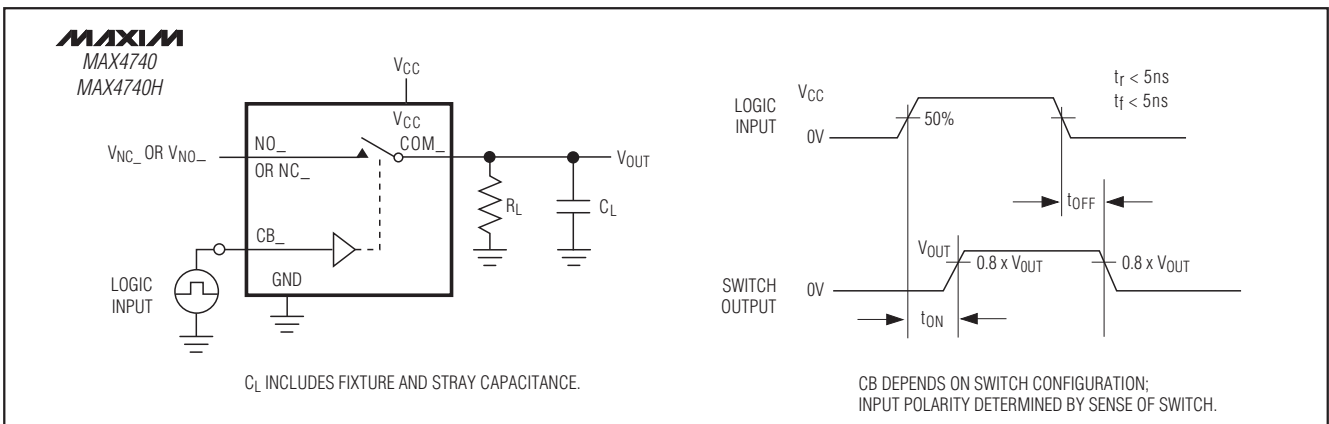 MAXIM
MAX4740
MAX4740H
VCC
VCC
VNC_ OR VNO_
NO_
OR NC_
COM_
VOUT
RL
CL
CB_
LOGIC
INPUT
GND
CL INCLUDES FIXTURE AND STRAY CAPACITANCE.
LOGIC
INPUT
VCC
0V
50%
tr < 5ns
tf < 5ns
tOFF
SWITCH
OUTPUT
VOUT
0V
0.8 x VOUT
0.8 x VOUT
tON
CB DEPENDS ON SWITCH CONFIGURATION;
INPUT POLARITY DETERMINED BY SENSE OF SWITCH.